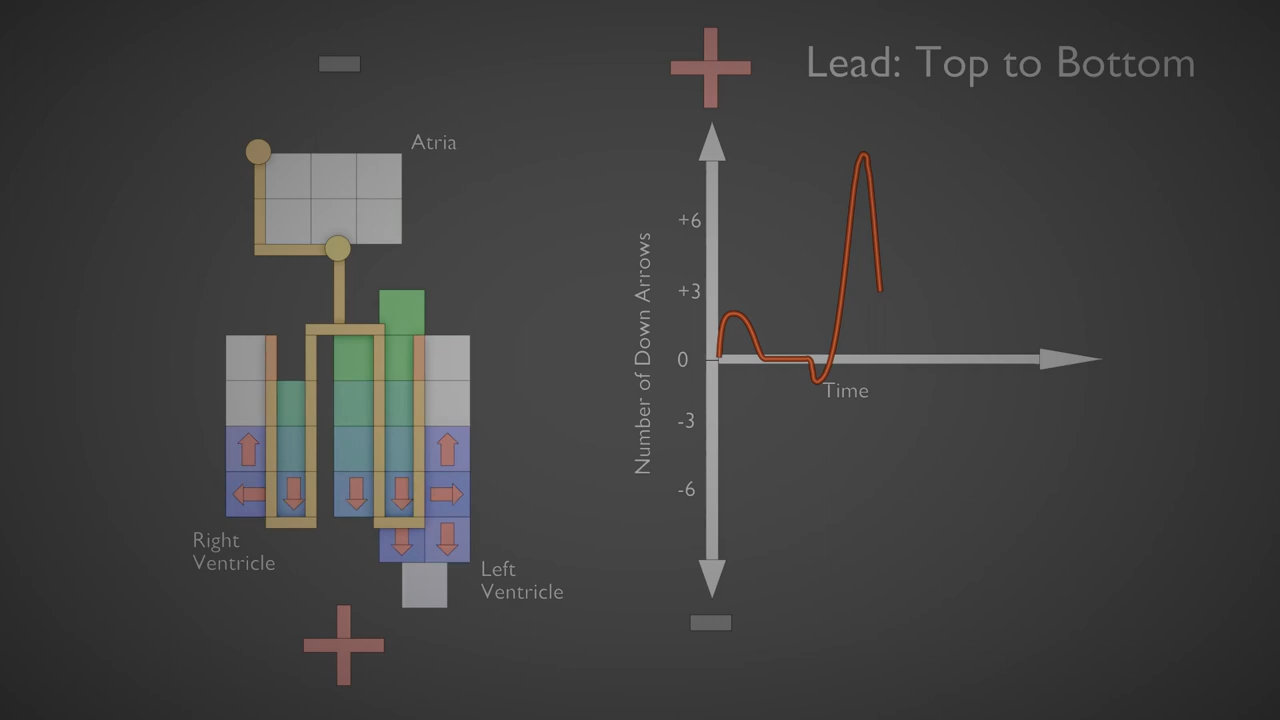 Lead: Top to Bottom
Atria
Right
Ventricle
Left
Ventricle
Number of Down Arrows
+6
+3
0
-3
-6
Time